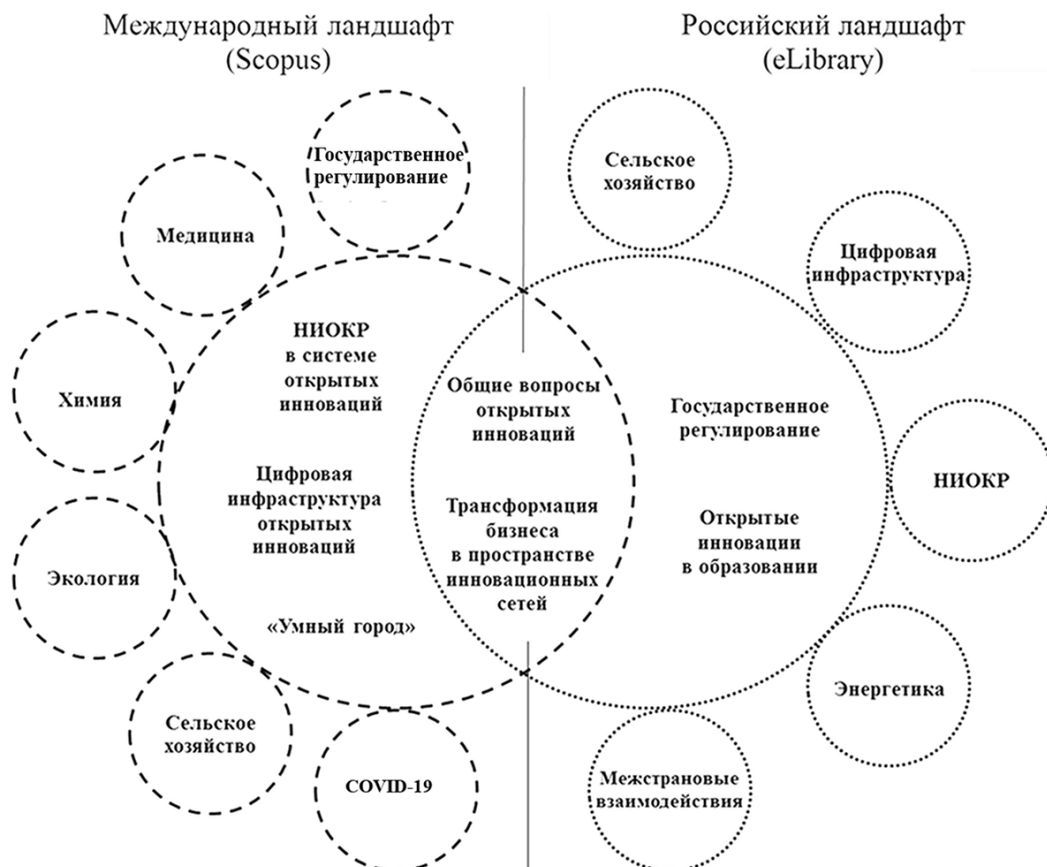 Международный ландшафт
(Scopus)
Российский ландшафт
(eLibrary)
Государственное
регулирование
Медицина
Химия
Экология
Сельское
хозяйство
COVID-19
НИОКР
в системе
открытых
инноваций
Цифровая
инфраструктура
открытых
инноваций
«Умный город»
Общие вопросы
открытых
инноваций
Трансформация
бизнеса
в пространстве
инновационных
сетей
Государственное
регулирование
Открытые
инновации
в образовании
Сельское
хозяйство
Цифровая
инфраструктура
НИОКР
Энергетика
Межстрановые
взаимодействия